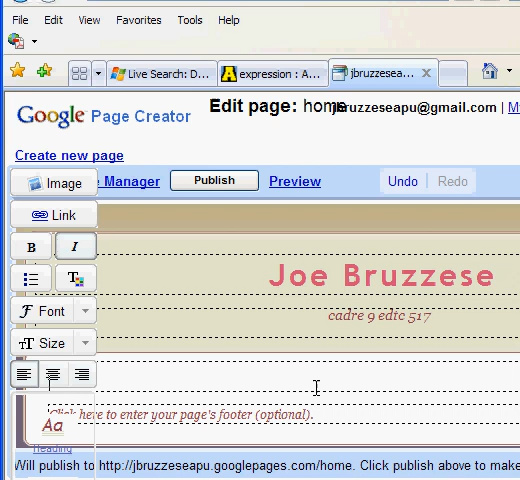 File Edit View Favorites Tools Help
Live Search: D... expression : A... jbruzzesea...
Google Page Creator Edit page: home jbruzzeseapu@gmail.com | My
Create new page
Manager Publish Preview Undo Redo
Image
Link
B I
T
Joe Bruzzese
F Font
cadre 9 edic 517
TT Size
Aa
Click here to enter your page's footer (optional).
Heading
Will publish to http://jbruzzeseapu.googlepages.com/home. Click publish above to make